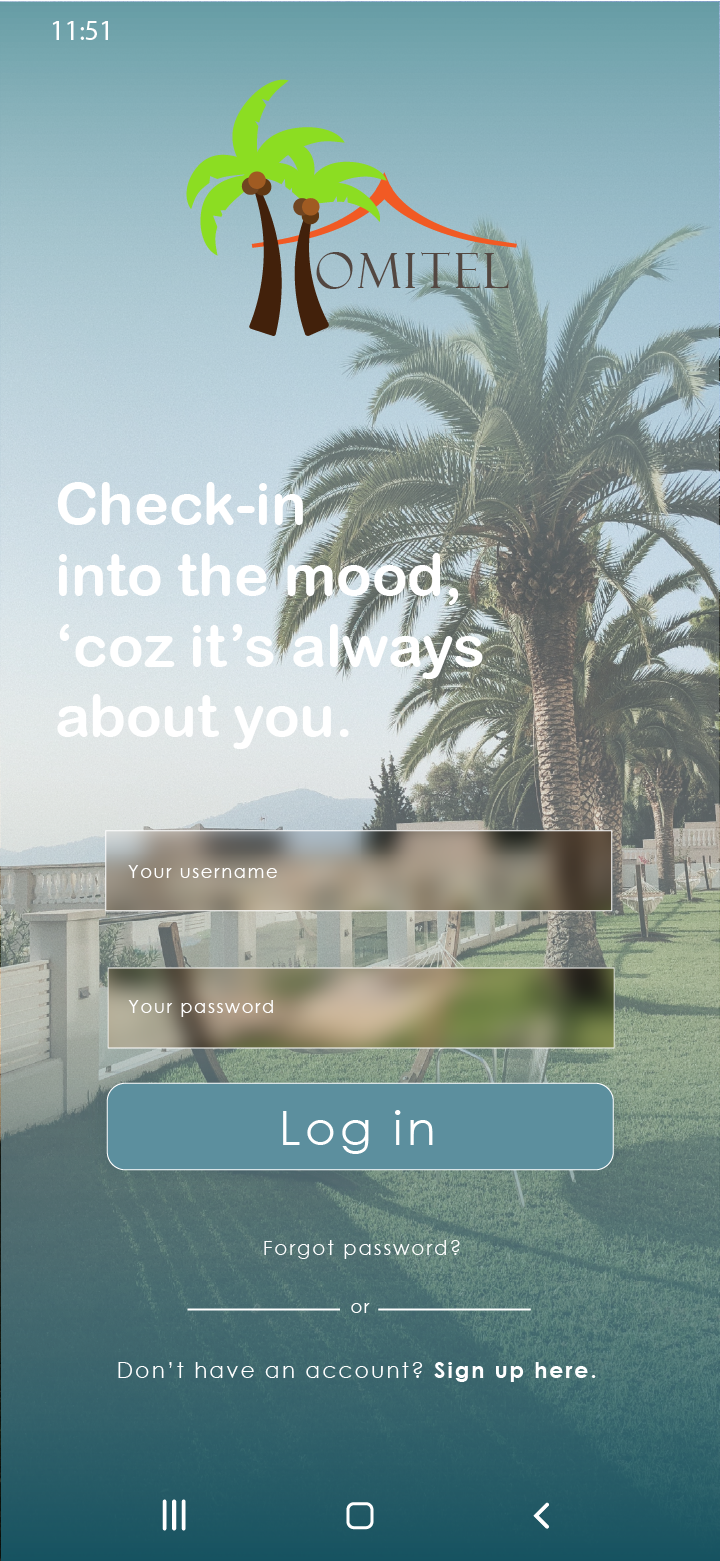 11:51
OMITEL
Check-in
into the mood,
‘coz it’s always
about you.
Your username
Your password
Log in
Forgot password?
or
Don’t have an account? Sign up here.